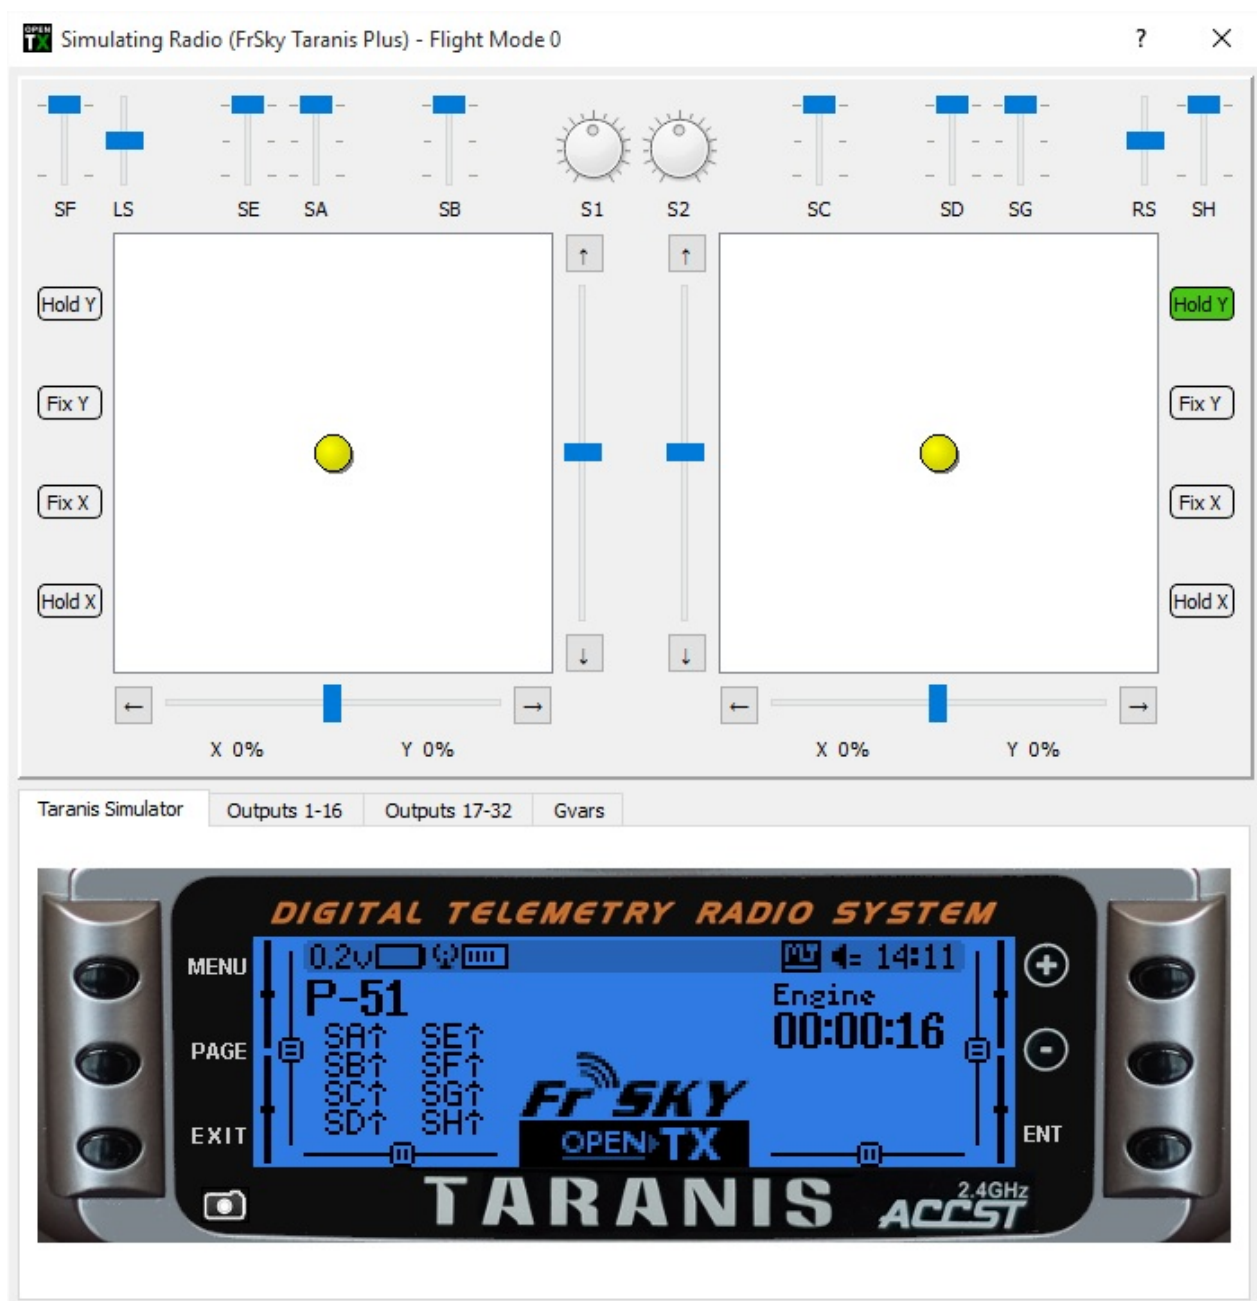 OPEN TX Simulating Radio (FrSky Taranis Plus) - Flight Mode 0 ?
SF LS SE SA SB S1 S2 SC SD SG RS SH
↑ ↑
Hold Y Hold Y
Fix Y Fix Y
Fix X Fix X
Hold X Hold X
↓ ↓
← → ← →
X 0% Y 0% X 0% Y 0%
Taranis Simulator Outputs 1-16 Outputs 17-32 Gvars
DIGITAL TELEMETRY RADIO SYSTEM
MENU 0.2v 14:11 +
P-51 Engine
00:00:16
SA↑ SE↑
PAGE SB↑ SF↑ -
SC↑ SG↑ FrSKY
SD↑ SH↑
EXIT OPEN TX ENT
TARANIS ACCST 2.4GHz